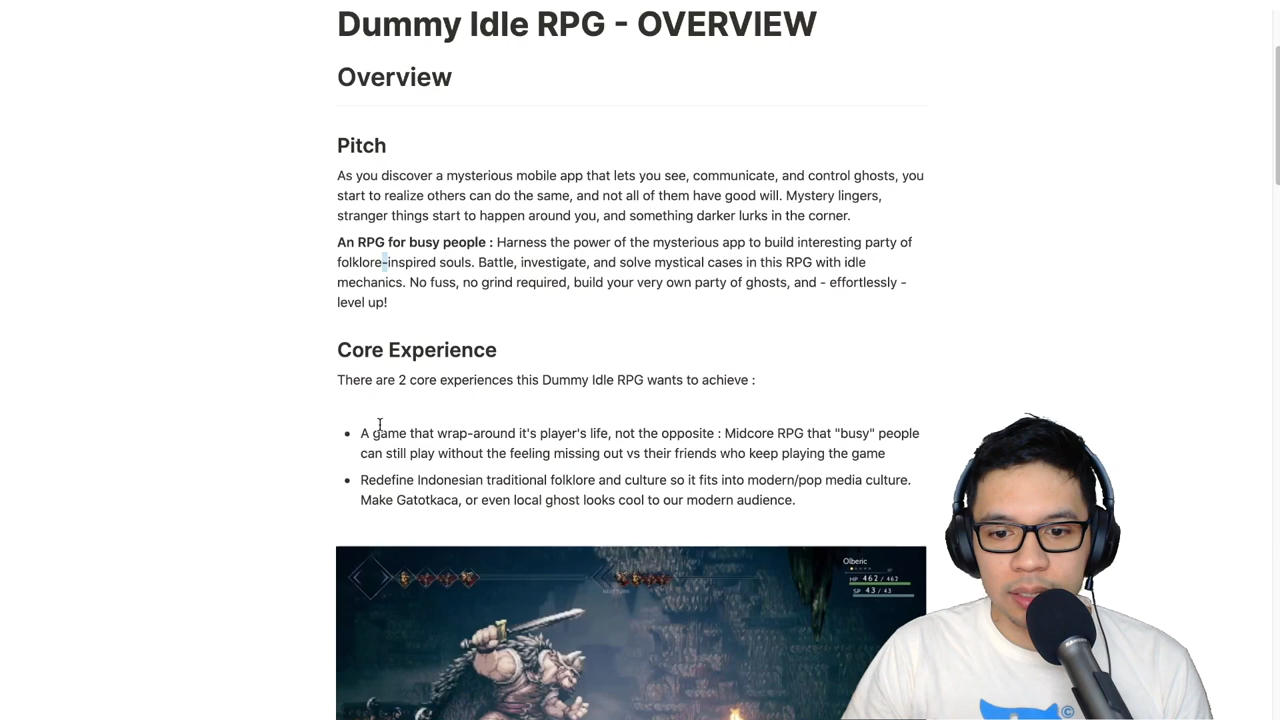 Dummy Idle RPG - OVERVIEW
Overview
Pitch
As you discover a mysterious mobile app that lets you see, communicate, and control ghosts, you
start to realize others can do the same, and not all of them have good will. Mystery lingers,
stranger things start to happen around you, and something darker lurks in the corner.
An RPG for busy people : Harness the power of the mysterious app to build interesting party of
folklore-inspired souls. Battle, investigate, and solve mystical cases in this RPG with idle
mechanics. No fuss, no grind required, build your very own party of ghosts, and - effortlessly -
level up!
Core Experience
There are 2 core experiences this Dummy Idle RPG wants to achieve :
• A game that wrap-around it's player's life, not the opposite : Midcore RPG that "busy" people
can still play without the feeling missing out vs their friends who keep playing the game
• Redefine Indonesian traditional folklore and culture so it fits into modern/pop media culture.
Make Gatotkaca, or even local ghost looks cool to our modern audience.
Olberic
HP 462 / 462
SP 43 / 43
©